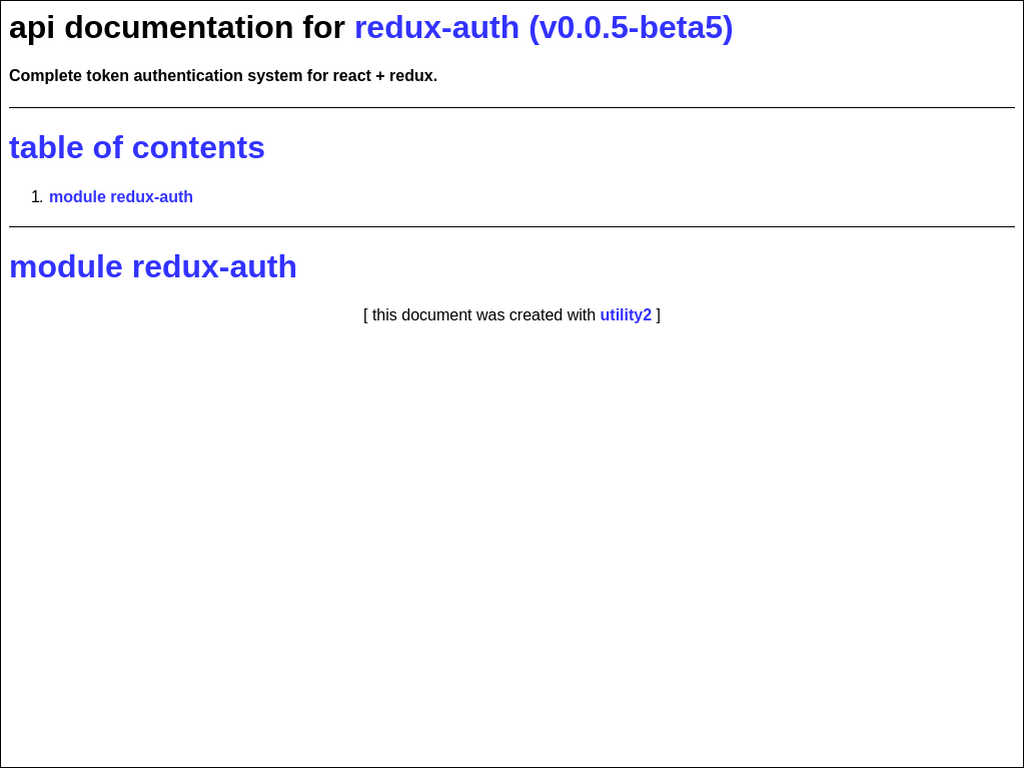 api documentation for redux-auth (v0.0.5-beta5)
Complete token authentication system for react + redux.
table of contents
1. module redux-auth
module redux-auth
[ this document was created with utility2 ]